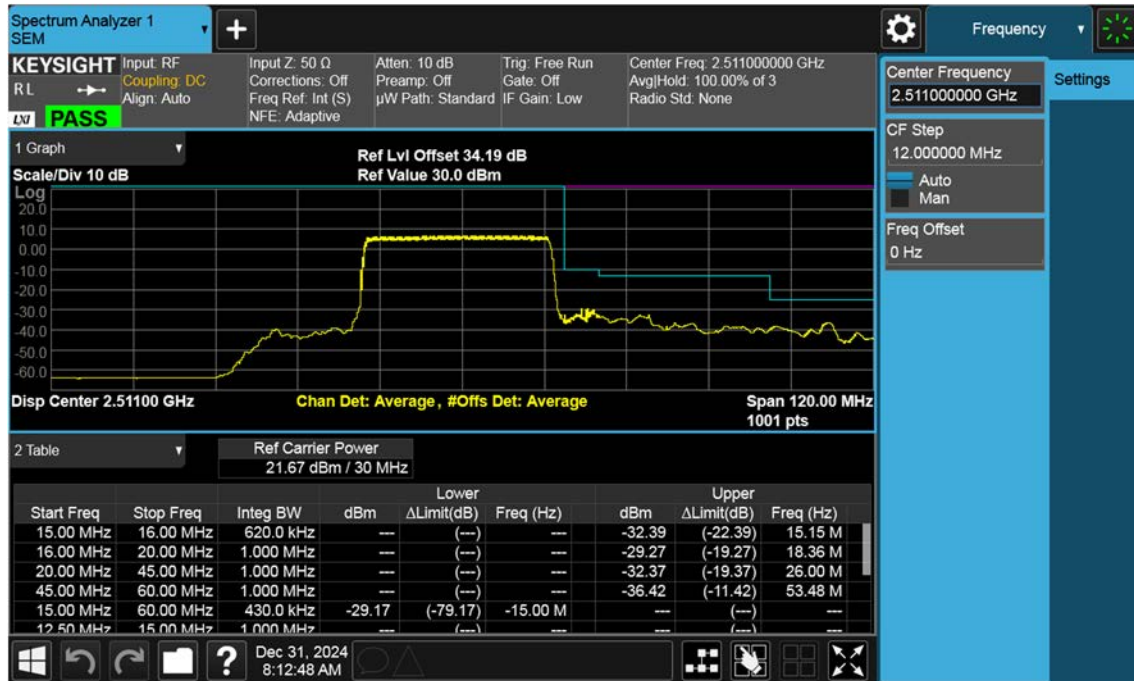 Spectrum Analyzer 1
SEM
+
Frequency
KEYSIGHT
RL
LXI
PASS
Input: RF
Coupling: DC
Align: Auto
Input Z: 50 Ω
Corrections: Off
Freq Ref: Int (S)
NFE: Adaptive
Atten: 10 dB
Preamp: Off
µW Path: Standard
Trig: Free Run
Gate: Off
IF Gain: Low
Center Freq: 2.511000000 GHz
Avg|Hold: 100.00% of 3
Radio Std: None
Center Frequency
2.511000000 GHz
Settings
CF Step
12.000000 MHz
Auto
Man
Freq Offset
0 Hz
1 Graph
Scale/Div 10 dB
Ref Lvl Offset 34.19 dB
Ref Value 30.0 dBm
Log
20.0
10.0
0.00
-10.0
-20.0
-30.0
-40.0
-50.0
-60.0
Disp Center 2.51100 GHz
Chan Det: Average, #Offs Det: Average
Span 120.00 MHz
1001 pts
2 Table
Ref Carrier Power
21.67 dBm / 30 MHz
Lower Upper
Start Freq Stop Freq Integ BW dBm ΔLimit(dB) Freq (Hz) dBm ΔLimit(dB) Freq (Hz)
15.00 MHz 16.00 MHz 620.0 kHz --- (---) --- -32.39 (-22.39) 15.15 M
16.00 MHz 20.00 MHz 1.000 MHz --- (---) --- -29.27 (-19.27) 18.36 M
20.00 MHz 45.00 MHz 1.000 MHz --- (---) --- -32.37 (-19.37) 26.00 M
45.00 MHz 60.00 MHz 1.000 MHz --- (---) --- -36.42 (-11.42) 53.48 M
15.00 MHz 60.00 MHz 430.0 kHz -29.17 (-79.17) -15.00 M --- (---) ---
12.50 MHz 15.00 MHz 1.000 MHz --- (---) --- --- (---) ---
?
Dec 31, 2024
8:12:48 AM